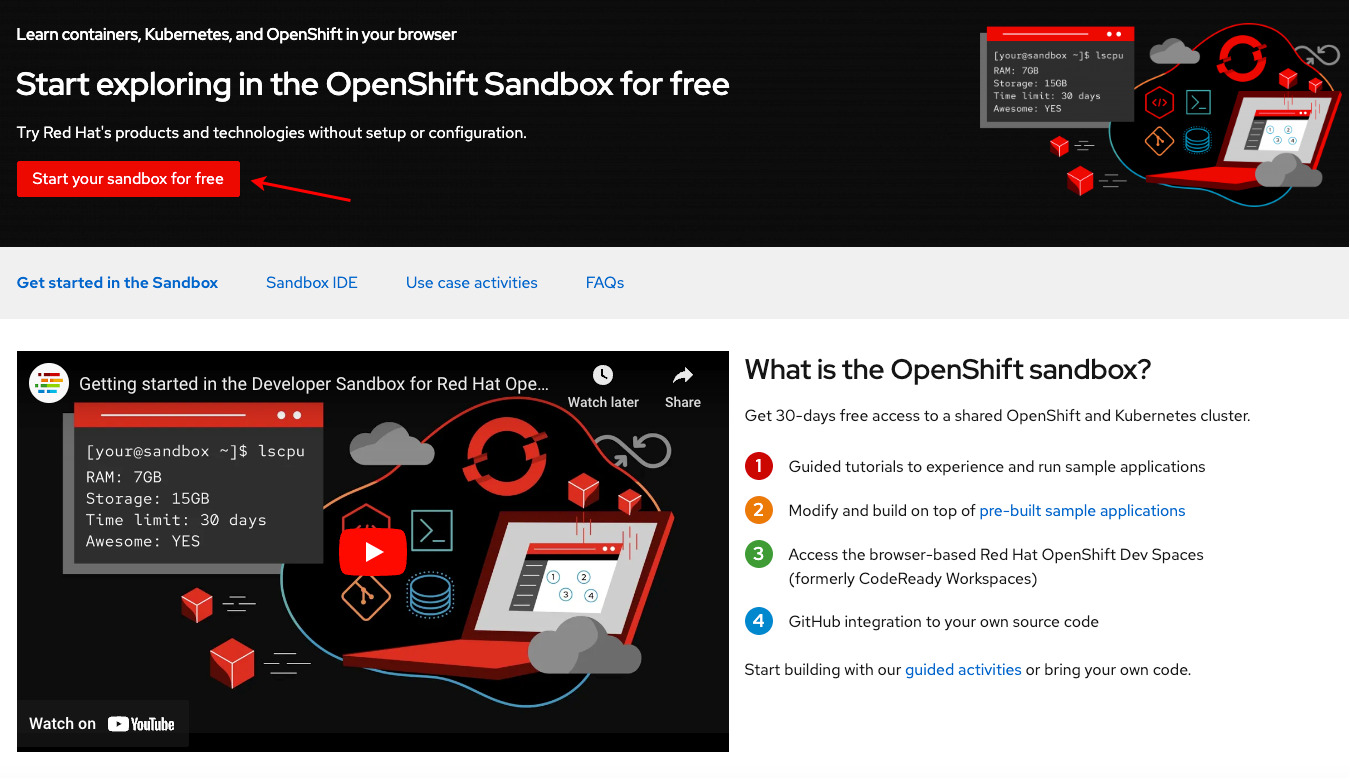 Learn containers, Kubernetes, and OpenShift in your browser
Start exploring in the OpenShift Sandbox for free
Try Red Hat's products and technologies without setup or configuration.
Start your sandbox for free
[your@sandbox ~]$ lscpu
RAM: 7GB
Storage: 15GB
Time limit: 30 days
Awesome: YES
</>
1 2
3 4
Get started in the Sandbox Sandbox IDE Use case activities FAQs
Getting started in the Developer Sandbox for Red Hat Ope...
Watch later Share
[your@sandbox ~]$ lscpu
RAM: 7GB
Storage: 15GB
Time limit: 30 days
Awesome: YES
</>
1 2
3 4
Watch on YouTube
What is the OpenShift sandbox?
Get 30-days free access to a shared OpenShift and Kubernetes cluster.
1 Guided tutorials to experience and run sample applications
2 Modify and build on top of pre-built sample applications
3 Access the browser-based Red Hat OpenShift Dev Spaces
(formerly CodeReady Workspaces)
4 GitHub integration to your own source code
Start building with our guided activities or bring your own code.